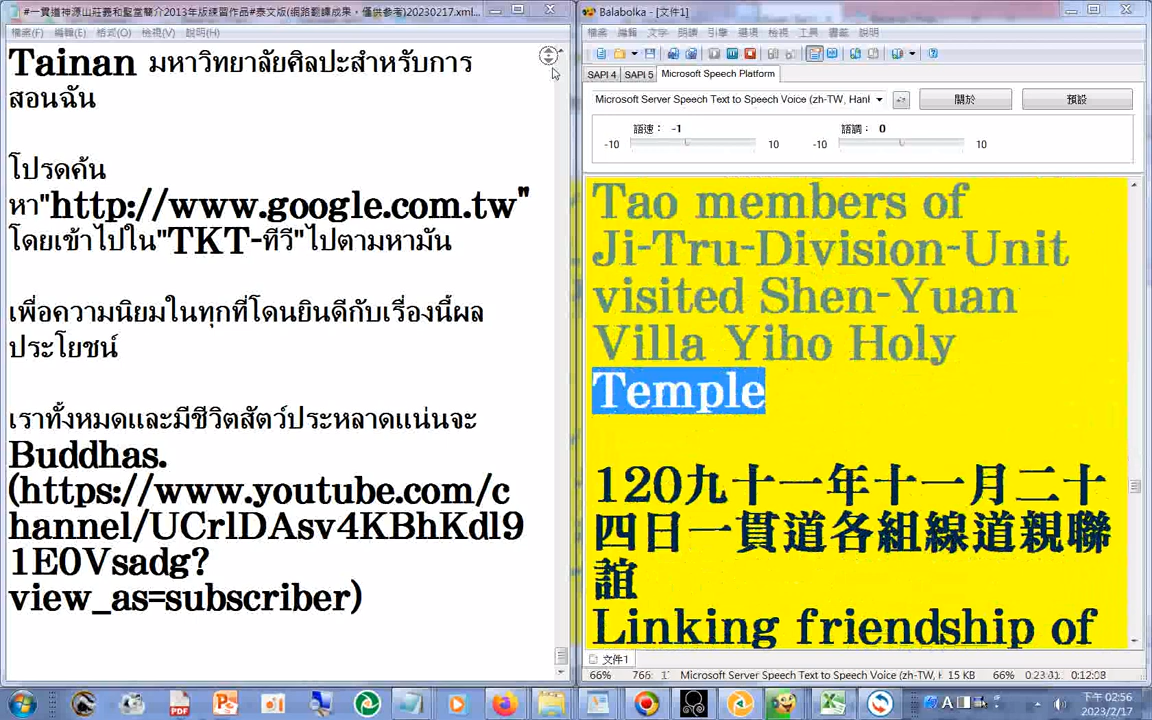 #一貫道神源山莊義和聖堂簡介2013年版練習作品#泰文版(網路翻譯成果，僅供參考)20230217.xml...
檔案(F) 編輯(E) 格式(O) 檢視(V) 說明(H)
Tainan มหาวิทยาลัยศิลปะสำหรับการ
สอนฉัน
โปรดค้น
หา"http://www.google.com.tw"
โดยเข้าไปใน"TKT-ทีวี"ไปตามหามัน
เพื่อความนิยมในทุกที่โดนยินดีกับเรื่องนี้ผล
ประโยชน์
เราทั้งหมดและมีชีวิตสัตว์ประหลาดแน่นจะ
Buddhas.
(https://www.youtube.com/c
hannel/UCrlDAsv4KBhKdl9
1E0Vsadg?
view_as=subscriber)
Balabolka - [文件1]
檔案 編輯 文字 朗讀 引擎 選項 檢視 工具 書籤 說明
SAPI 4 SAPI 5 Microsoft Speech Platform
Microsoft Server Speech Text to Speech Voice (zh-TW, Hanl
關於 預設
語速： -1 語調： 0
-10 10 -10 10
Tao members of
Ji-Tru-Division-Unit
visited Shen-Yuan
Villa Yiho Holy
Temple
120九十一年十一月二十
四日一貫道各組線道親聯
誼
Linking friendship of
文件1
66% 766: Microsoft Speech Platform: Microsoft Server Speech Text to Speech Voice (zh-TW, H 15 KB 66% 0:23:31 0:12:08
下午 02:56
2023/2/17